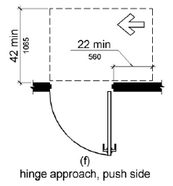 42 min
1065
22 min
560
(f)
hinge approach, push side